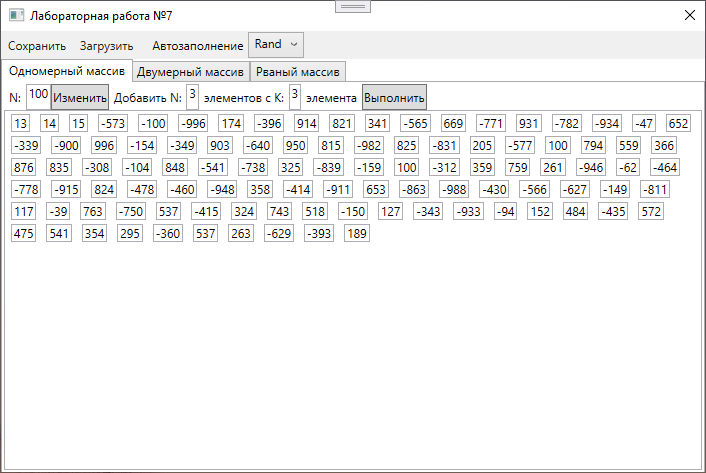 Лабораторная работа №7
Сохранить Загрузить Автозаполнение Rand
Одномерный массив Двумерный массив Рваный массив
N: 100 Изменить Добавить N: 3 элементов с K: 3 элемента Выполнить
13 14 15 -573 -100 -996 174 -396 914 821 341 -565 669 -771 931 -782 -934 -47 652
-339 -900 996 -154 -349 903 -640 950 815 -982 825 -831 205 -577 100 794 559 366
876 835 -308 -104 848 -541 -738 325 -839 -159 100 -312 359 759 261 -946 -62 -464
-778 -915 824 -478 -460 -948 358 -414 -911 653 -863 -988 -430 -566 -627 -149 -811
117 -39 763 -750 537 -415 324 743 518 -150 127 -343 -933 -94 152 484 -435 572
475 541 354 295 -360 537 263 -629 -393 189